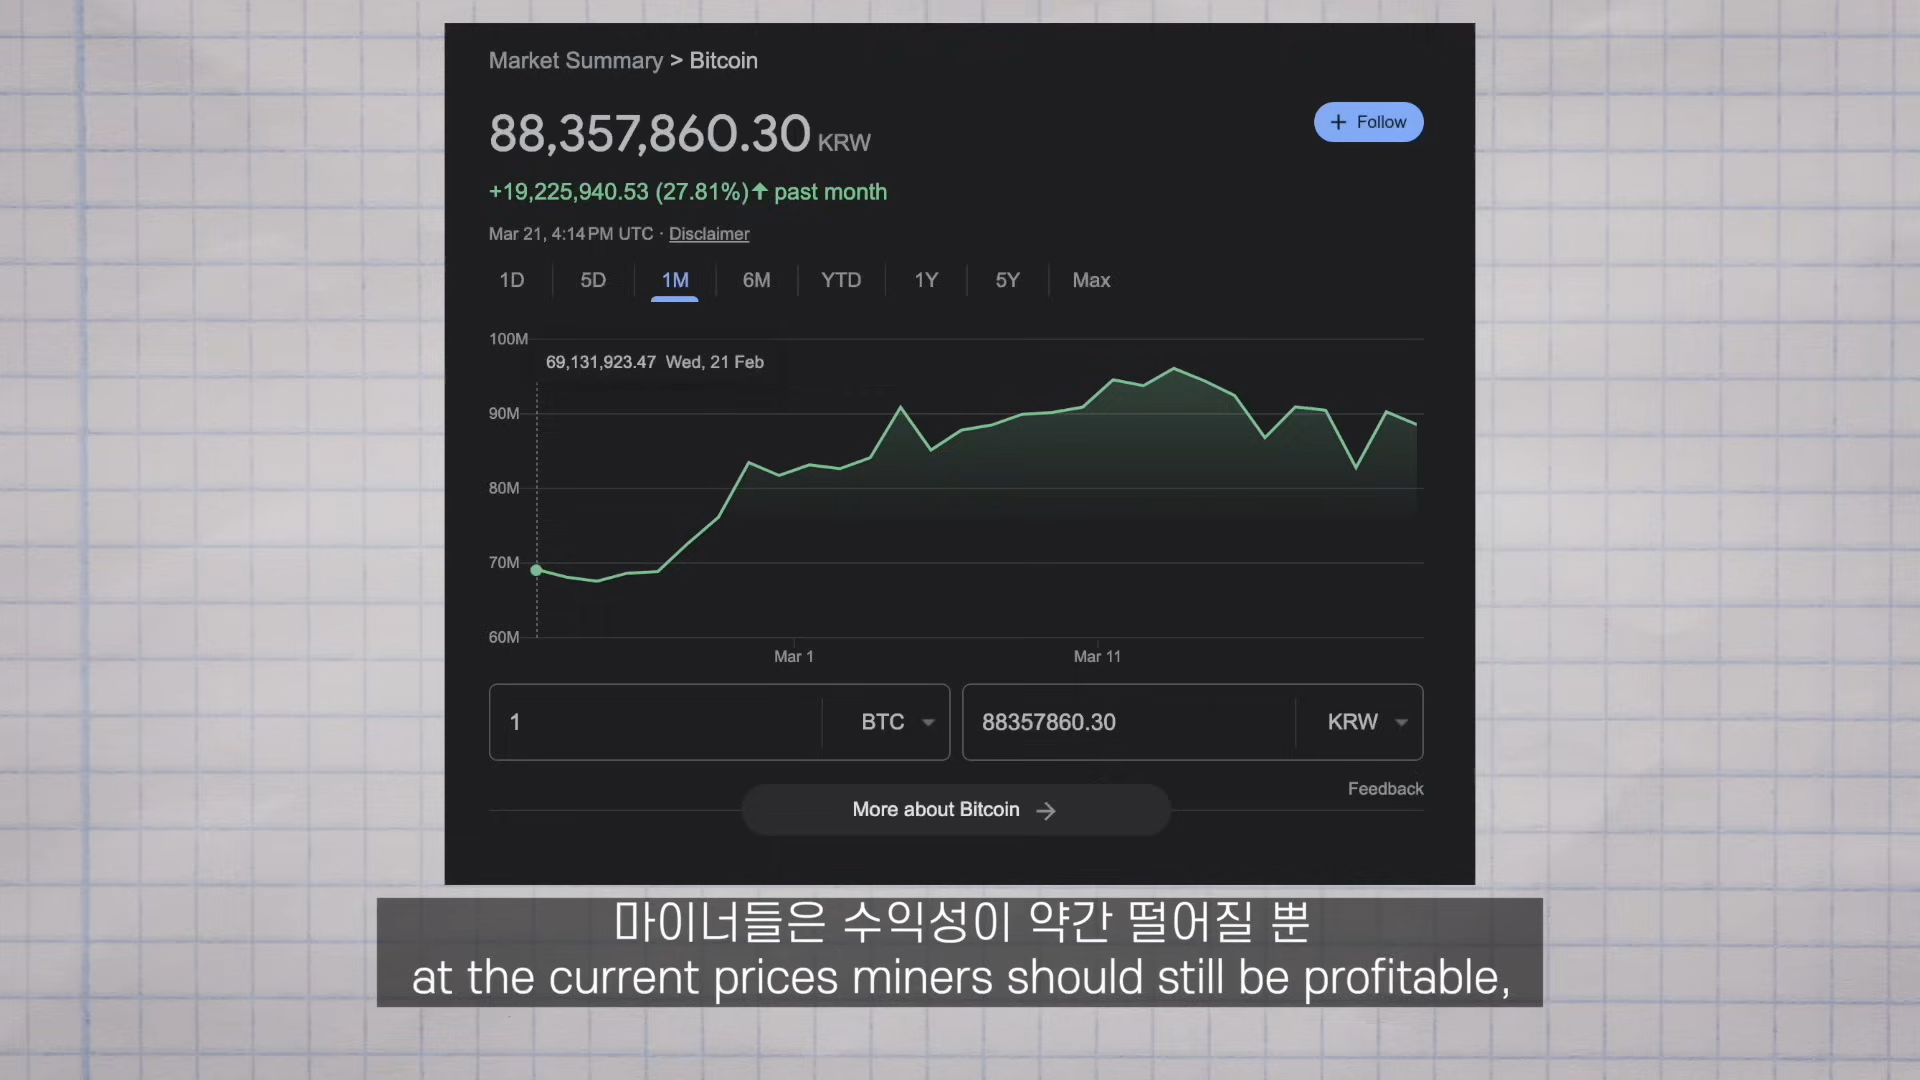 Market Summary > Bitcoin
88,357,860.30 KRW
+ Follow
+19,225,940.53 (27.81%)↑ past month
Mar 21, 4:14 PM UTC · Disclaimer
1D 5D 1M 6M YTD 1Y 5Y Max
100M
69,131,923.47 Wed, 21 Feb
90M
80M
70M
60M
Mar 1 Mar 11
1 BTC 88357860.30 KRW
Feedback
More about Bitcoin →
마이너들은 수익성이 약간 떨어질 뿐
at the current prices miners should still be profitable,